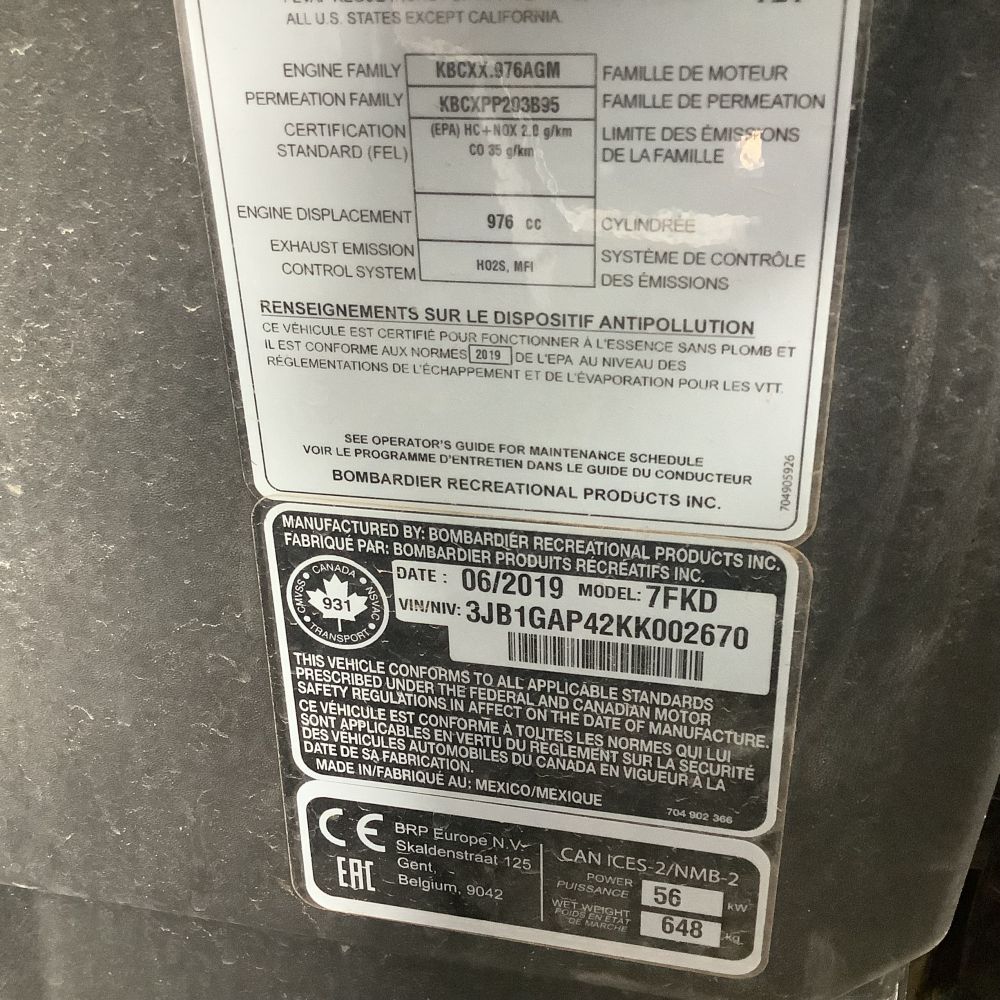 ALL U.S. STATES EXCEPT CALIFORNIA.
ENGINE FAMILY KBCXX.976AGM FAMILLE DE MOTEUR
PERMEATION FAMILY KBCXPP293B95 FAMILLE DE PERMEATION
CERTIFICATION (EPA) HC+NOX 2.0 g/km LIMITE DES ÉMISSIONS
STANDARD (FEL) CO 35 g/km DE LA FAMILLE
ENGINE DISPLACEMENT 976 cc CYLINDRÉE
EXHAUST EMISSION HO2S, MFI SYSTÈME DE CONTRÔLE
CONTROL SYSTEM DES ÉMISSIONS
RENSEIGNEMENTS SUR LE DISPOSITIF ANTIPOLLUTION
CE VÉHICULE EST CERTIFIÉ POUR FONCTIONNER À L'ESSENCE SANS PLOMB ET
IL EST CONFORME AUX NORMES 2019 DE L'EPA AU NIVEAU DES
RÉGLEMENTATIONS DE L'ÉCHAPPEMENT ET DE L'ÉVAPORATION POUR LES VTT.
SEE OPERATOR'S GUIDE FOR MAINTENANCE SCHEDULE
VOIR LE PROGRAMME D'ENTRETIEN DANS LE GUIDE DU CONDUCTEUR
BOMBARDIER RECREATIONAL PRODUCTS INC.
704905926
MANUFACTURED BY: BOMBARDIER RECREATIONAL PRODUCTS INC.
FABRIQUÉ PAR: BOMBARDIER PRODUITS RÉCRÉATIFS INC.
CANADA
CMVSS NSVAC
931
TRANSPORT
DATE : 06/2019 MODEL: 7FKD
VIN/NIV: 3JB1GAP42KK002670
THIS VEHICLE CONFORMS TO ALL APPLICABLE STANDARDS
PRESCRIBED UNDER THE FEDERAL AND CANADIAN MOTOR
SAFETY REGULATIONS IN AFFECT ON THE DATE OF MANUFACTURE.
CE VÉHICULE EST CONFORME À TOUTES LES NORMES QUI LUI
SONT APPLICABLES EN VERTU DU RÈGLEMENT SUR LA SÉCURITÉ
DES VÉHICULES AUTOMOBILES DU CANADA EN VIGUEUR À LA
DATE DE SA FABRICATION.
MADE IN/FABRIQUÉ AU: MEXICO/MEXIQUE
704 902 366
CE
EAC
BRP Europe N.V.
Skaldenstraat 125
Gent,
Belgium, 9042
CAN ICES-2/NMB-2
POWER
PUISSANCE 56 kW
WET WEIGHT
POIDS EN ÉTAT
DE MARCHE 648 kg